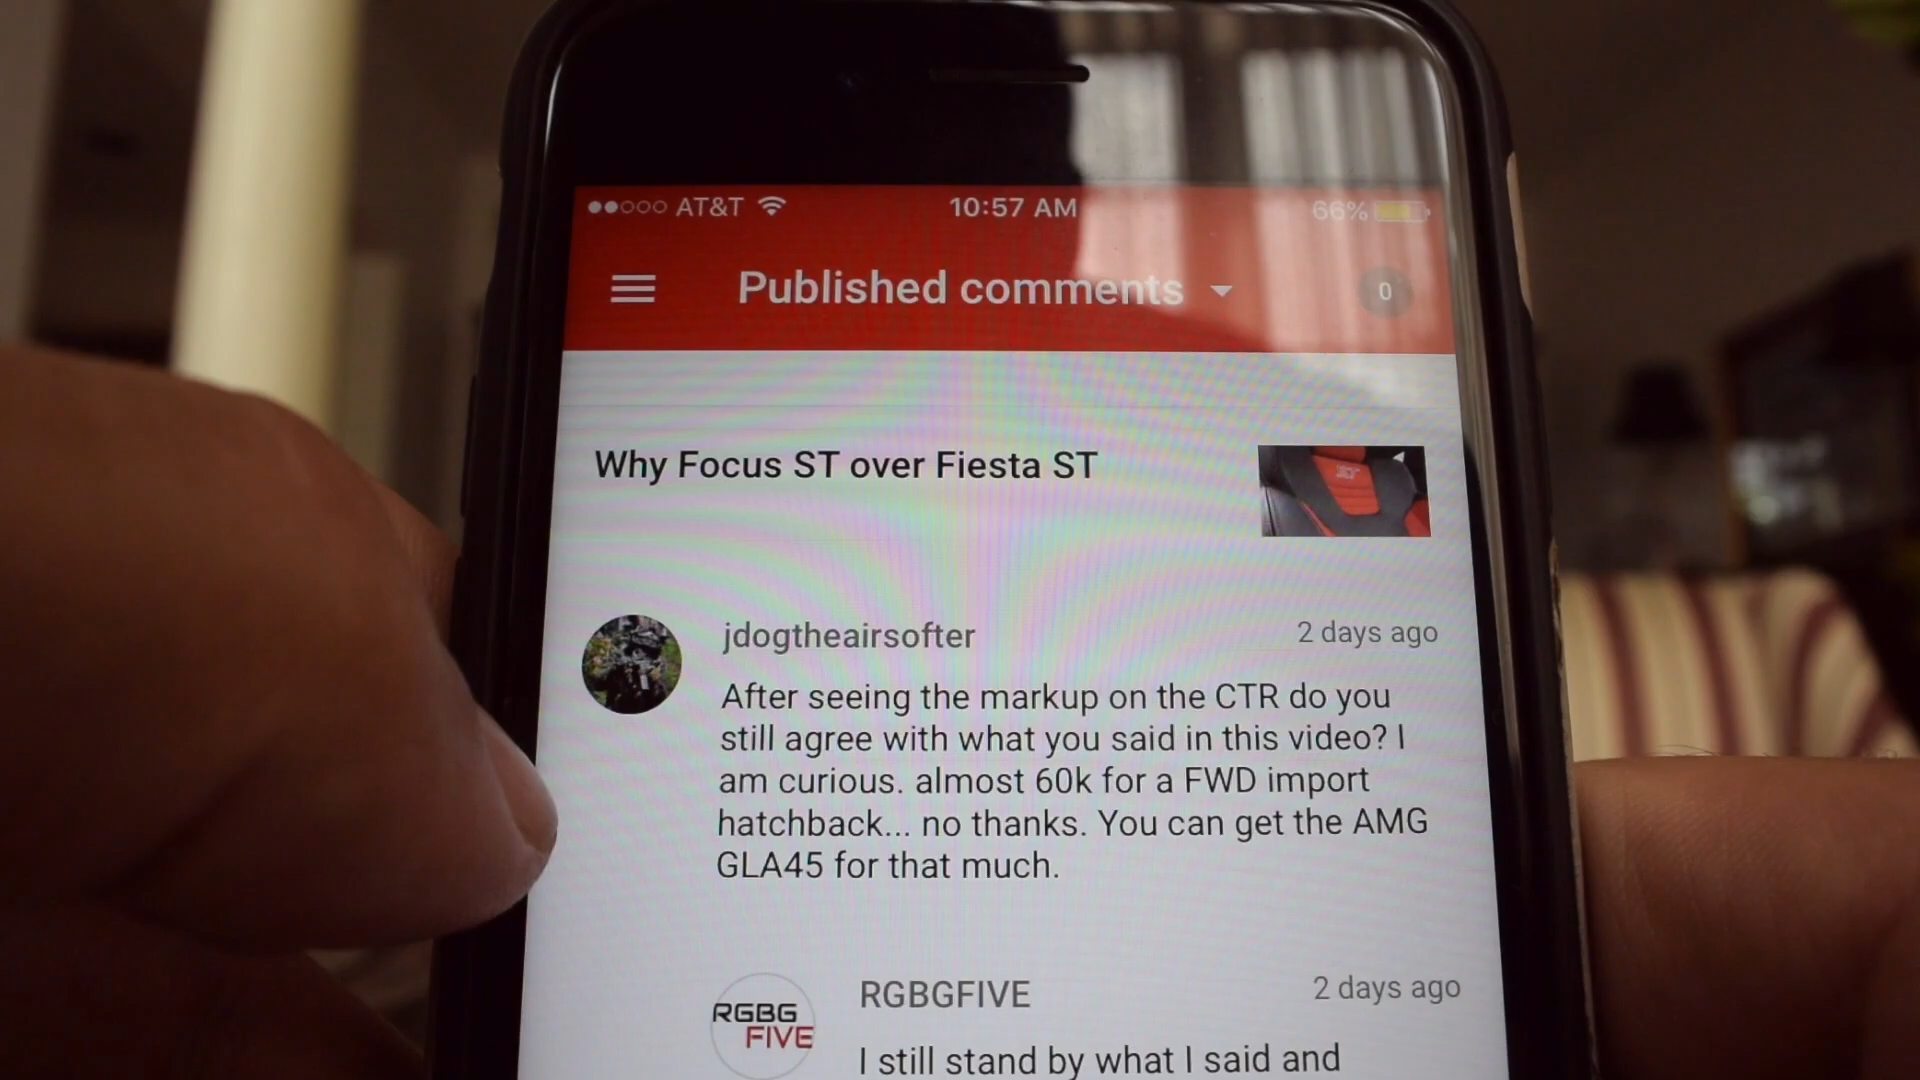 AT&T 10:57 AM 66%
Published comments 0
Why Focus ST over Fiesta ST
ST
jdogtheairsofter 2 days ago
After seeing the markup on the CTR do you
still agree with what you said in this video? I
am curious. almost 60k for a FWD import
hatchback... no thanks. You can get the AMG
GLA45 for that much.
RGBG
FIVE
RGBGFIVE 2 days ago
I still stand by what I said and